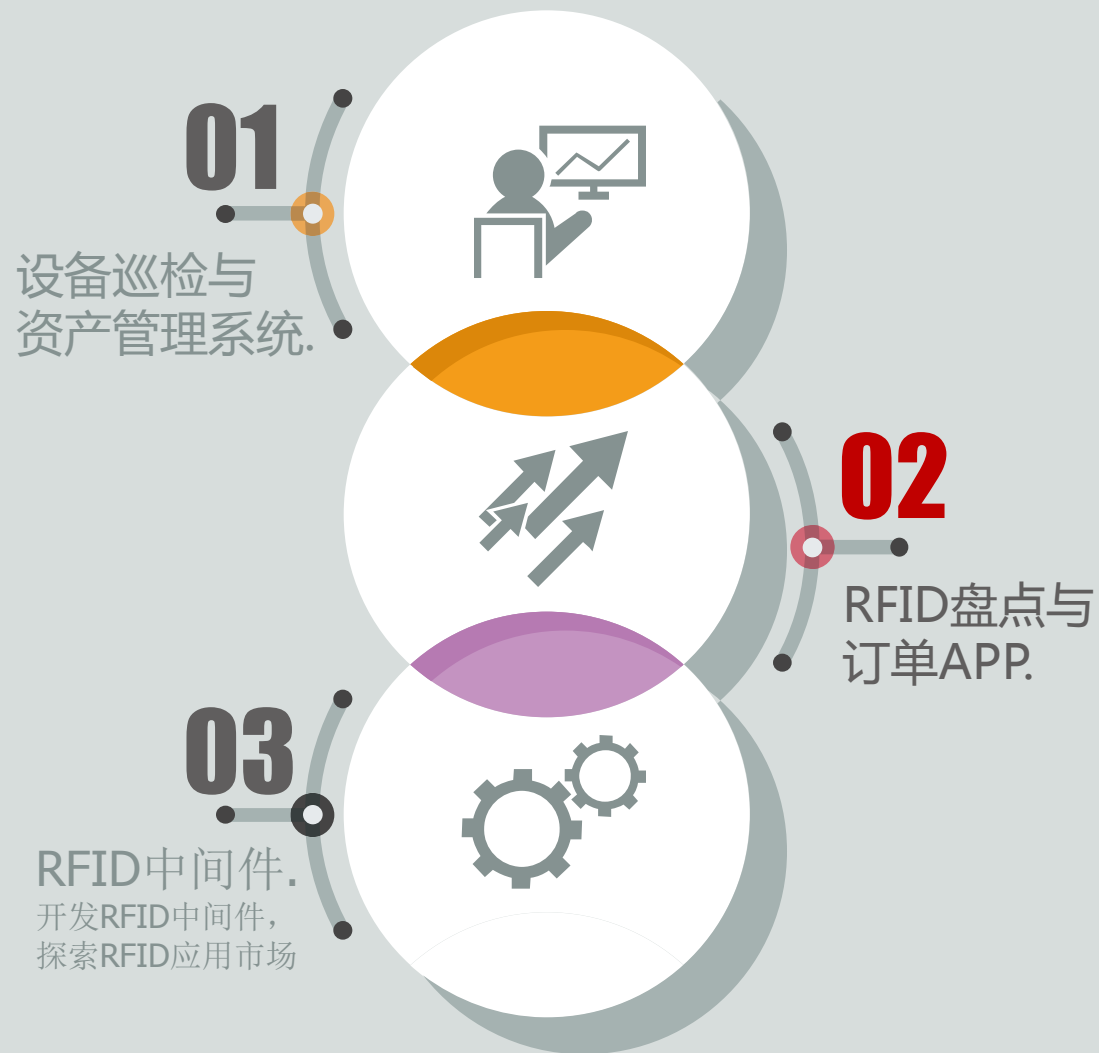 01
设备巡检与
资产管理系统.
02
RFID盘点与
订单APP.
03
RFID中间件.
开发RFID中间件，
探索RFID应用市场